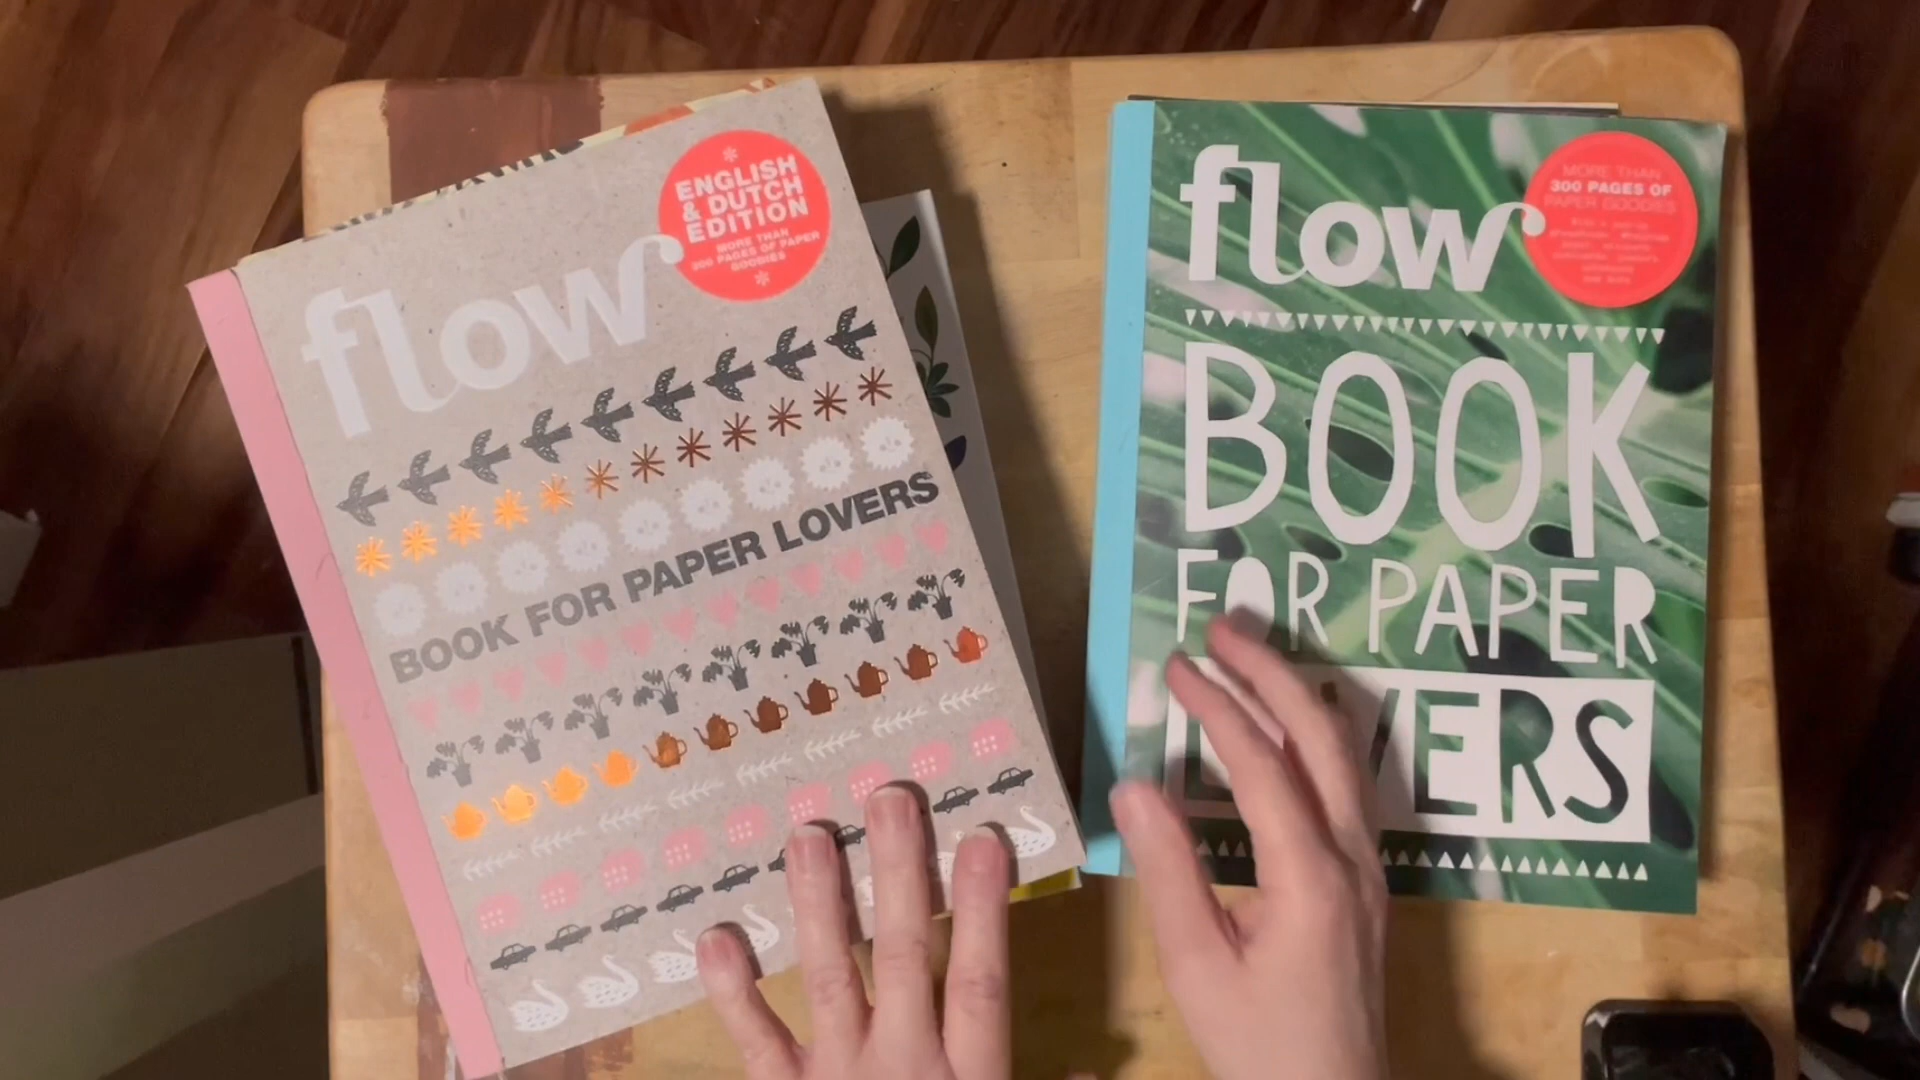 ENGLISH
& DUTCH
EDITION
MORE THAN
300 PAGES OF PAPER
GOODIES
flow
BOOK FOR PAPER LOVERS
flow
MORE THAN
300 PAGES OF
PAPER GOODIES
BOOK
FOR PAPER
LOVERS